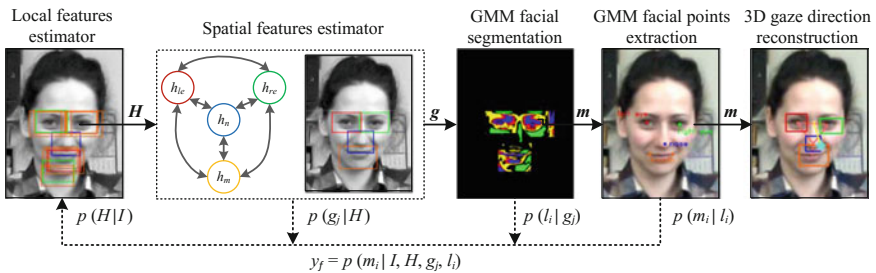 Local features
estimator
Spatial features estimator
GMM facial
segmentation
GMM facial points
extraction
3D gaze direction
reconstruction
H
h_le
h_re
h_n
h_m
g
m
m
p (H|I)
p (g_j|H)
p (l_i|g_j)
p (m_i|l_i)
y_f = p (m_i| I, H, g_j, l_i)